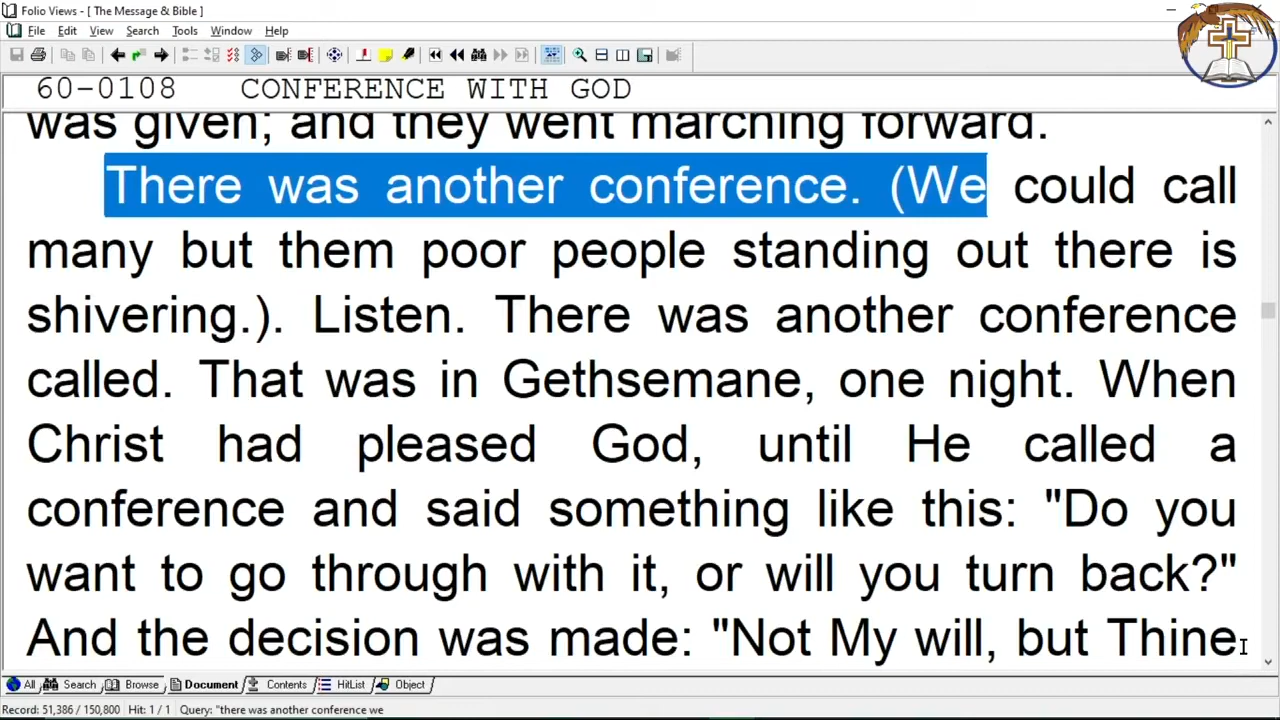 Folio Views - [ The Message & Bible ]
File Edit View Search Tools Window Help
60-0108 CONFERENCE WITH GOD
was given; and they went marching forward.
There was another conference. (We could call
many but them poor people standing out there is
shivering.). Listen. There was another conference
called. That was in Gethsemane, one night. When
Christ had pleased God, until He called a
conference and said something like this: "Do you
want to go through with it, or will you turn back?"
And the decision was made: "Not My will, but Thine
All Search Browse Document Contents HitList Object
Record: 51,386 / 150,800 Hit: 1 / 1 Query: "there was another conference we